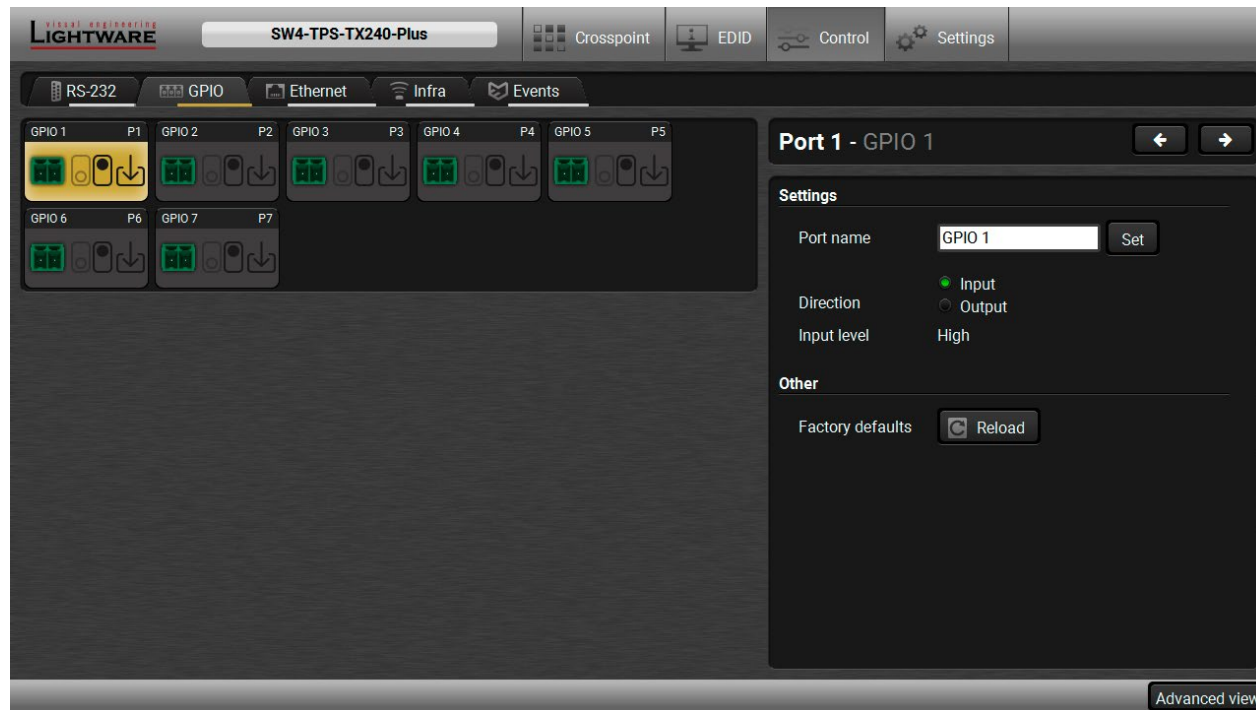 visual engineering
LIGHTWARE
SW4-TPS-TX240-Plus
Crosspoint
EDID
Control
Settings
RS-232
GPIO
Ethernet
Infra
Events
GPIO 1 P1
GPIO 2 P2
GPIO 3 P3
GPIO 4 P4
GPIO 5 P5
GPIO 6 P6
GPIO 7 P7
Port 1 - GPIO 1
Settings
Port name GPIO 1 Set
Direction
Input
Output
Input level High
Other
Factory defaults Reload
Advanced view